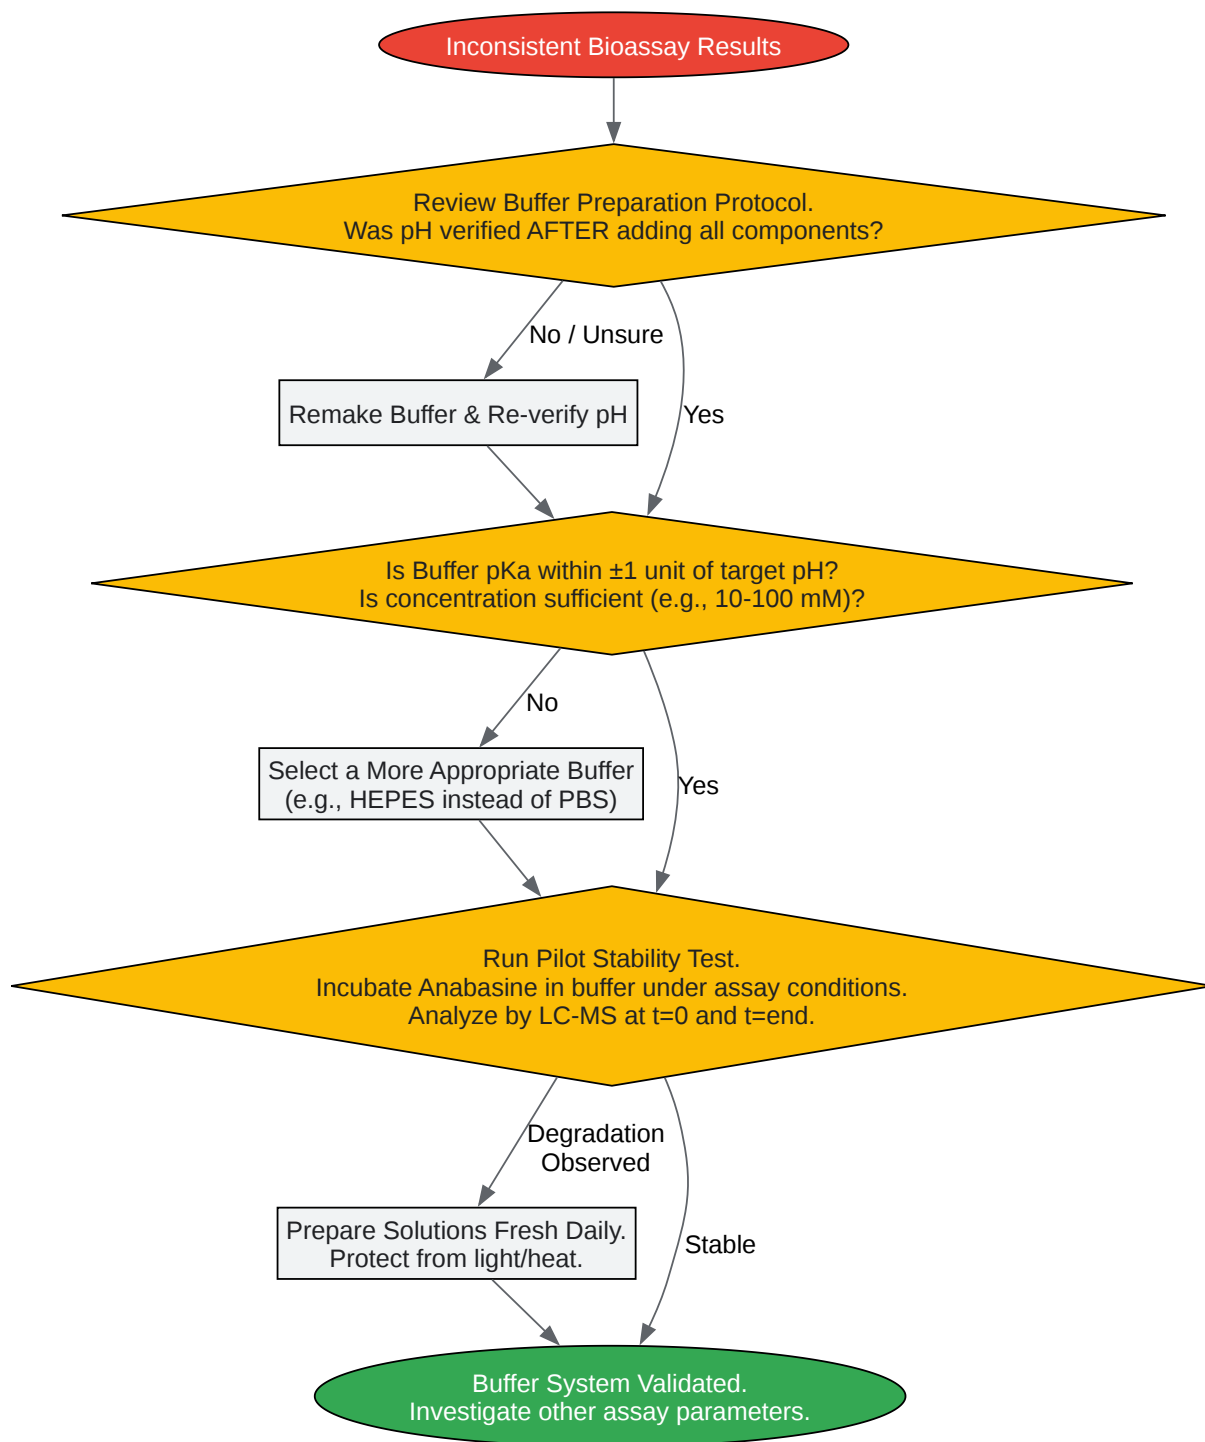 Inconsistent Bioassay Results
Review Buffer Preparation Protocol.
Was pH verified AFTER adding all components?
No / Unsure
Remake Buffer & Re-verify pH
Yes
Is Buffer pKa within ±1 unit of target pH?
Is concentration sufficient (e.g., 10-100 mM)?
No
Select a More Appropriate Buffer
(e.g., HEPES instead of PBS)
Yes
Run Pilot Stability Test.
Incubate Anabasine in buffer under assay conditions.
Analyze by LC-MS at t=0 and t=end.
Degradation
Observed
Prepare Solutions Fresh Daily.
Protect from light/heat.
Stable
Buffer System Validated.
Investigate other assay parameters.